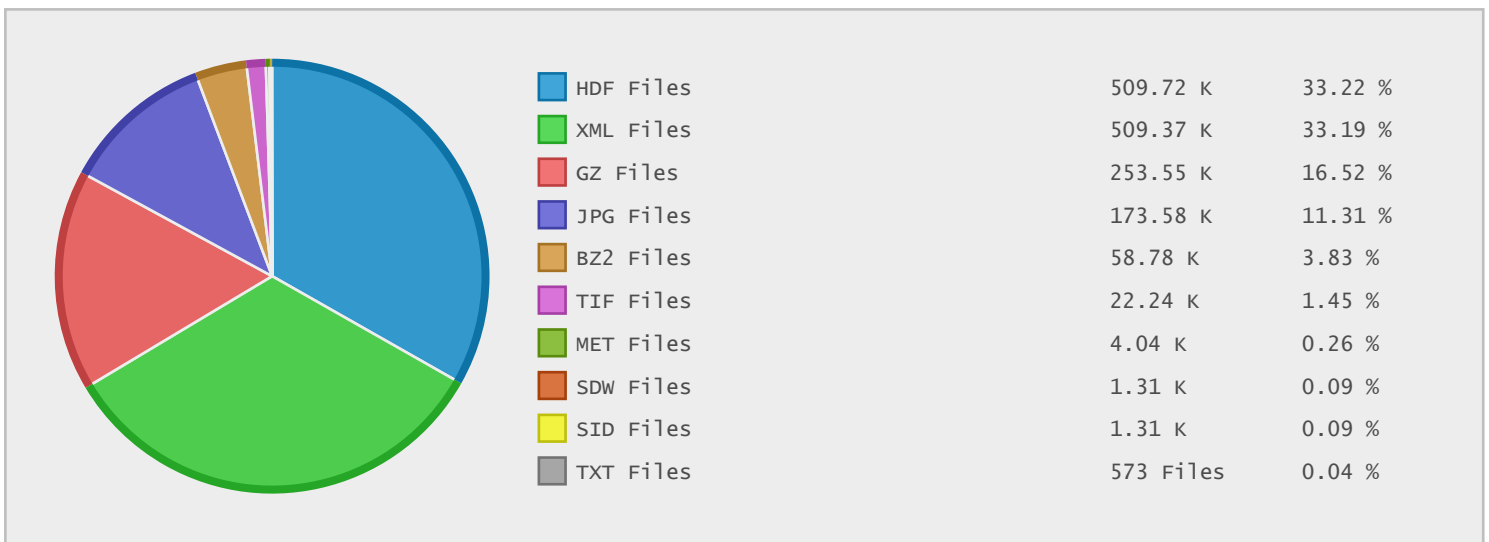 HDF Files 509.72 K 33.22 %
XML Files 509.37 K 33.19 %
GZ Files 253.55 K 16.52 %
JPG Files 173.58 K 11.31 %
BZ2 Files 58.78 K 3.83 %
TIF Files 22.24 K 1.45 %
MET Files 4.04 K 0.26 %
SDW Files 1.31 K 0.09 %
SID Files 1.31 K 0.09 %
TXT Files 573 Files 0.04 %